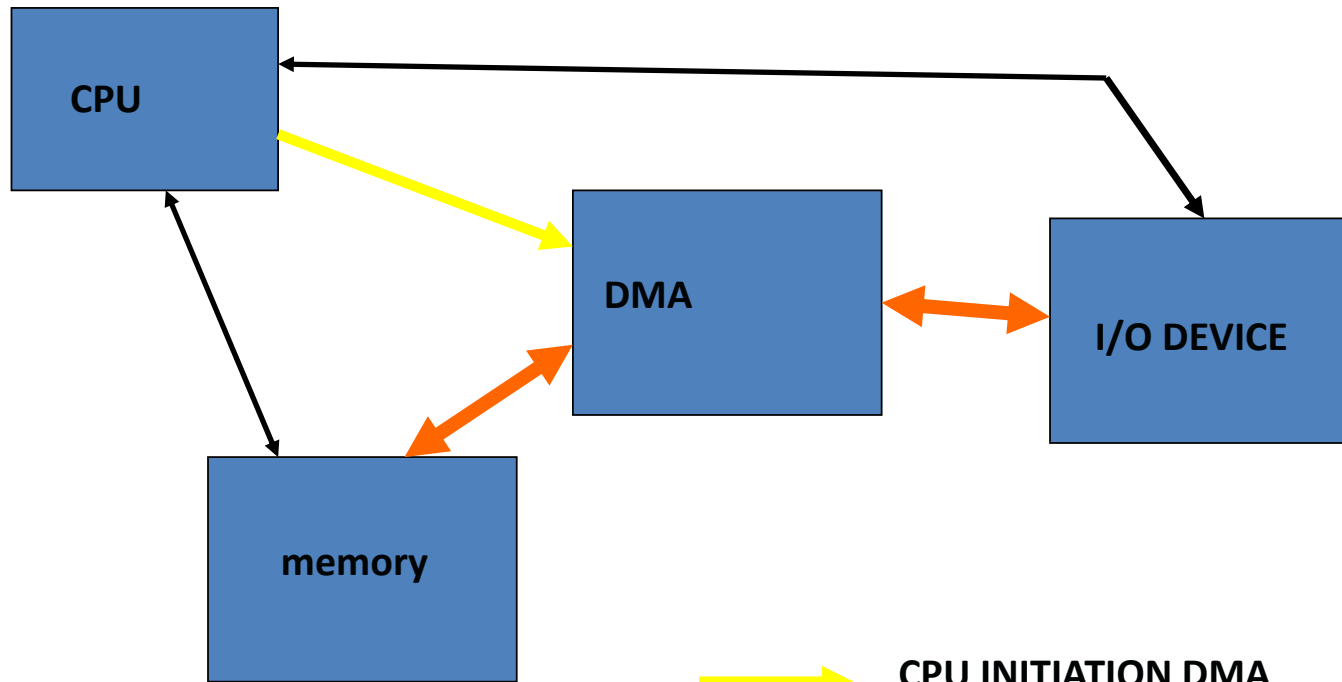 CPU
DMA
I/O DEVICE
memory
CPU INITIATION DMA